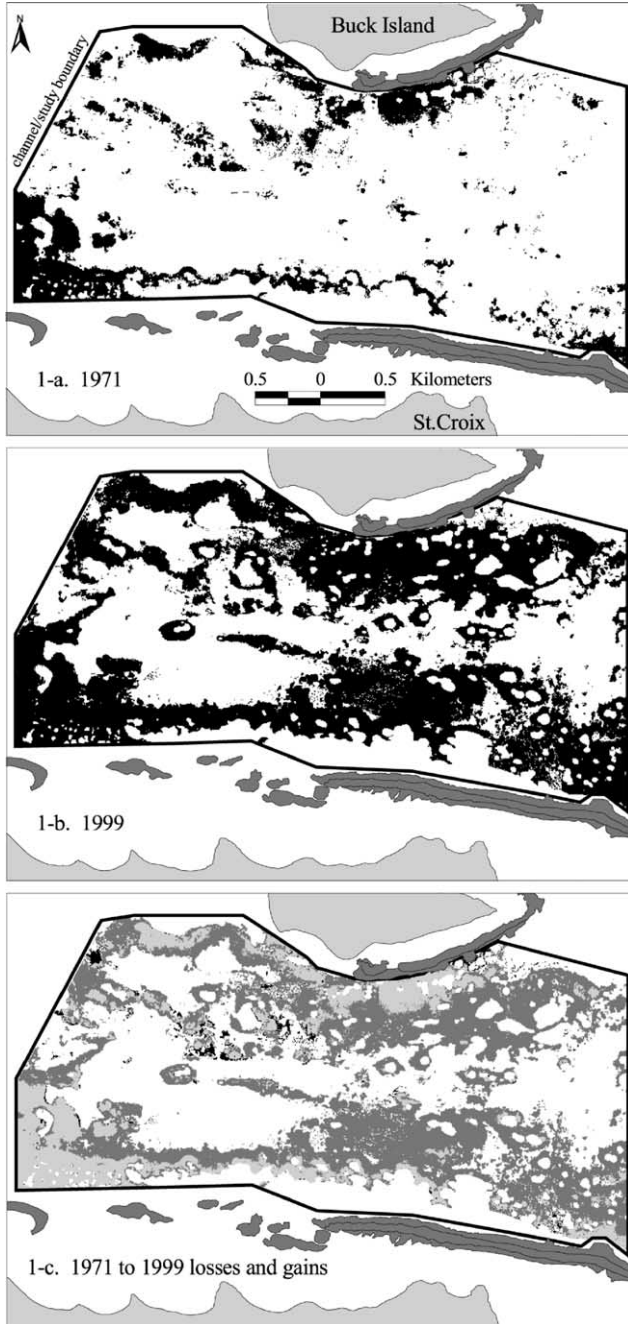 N
Buck Island
channel/study boundary
1-a. 1971
0.5 0 0.5 Kilometers
St.Croix
1-b. 1999
1-c. 1971 to 1999 losses and gains